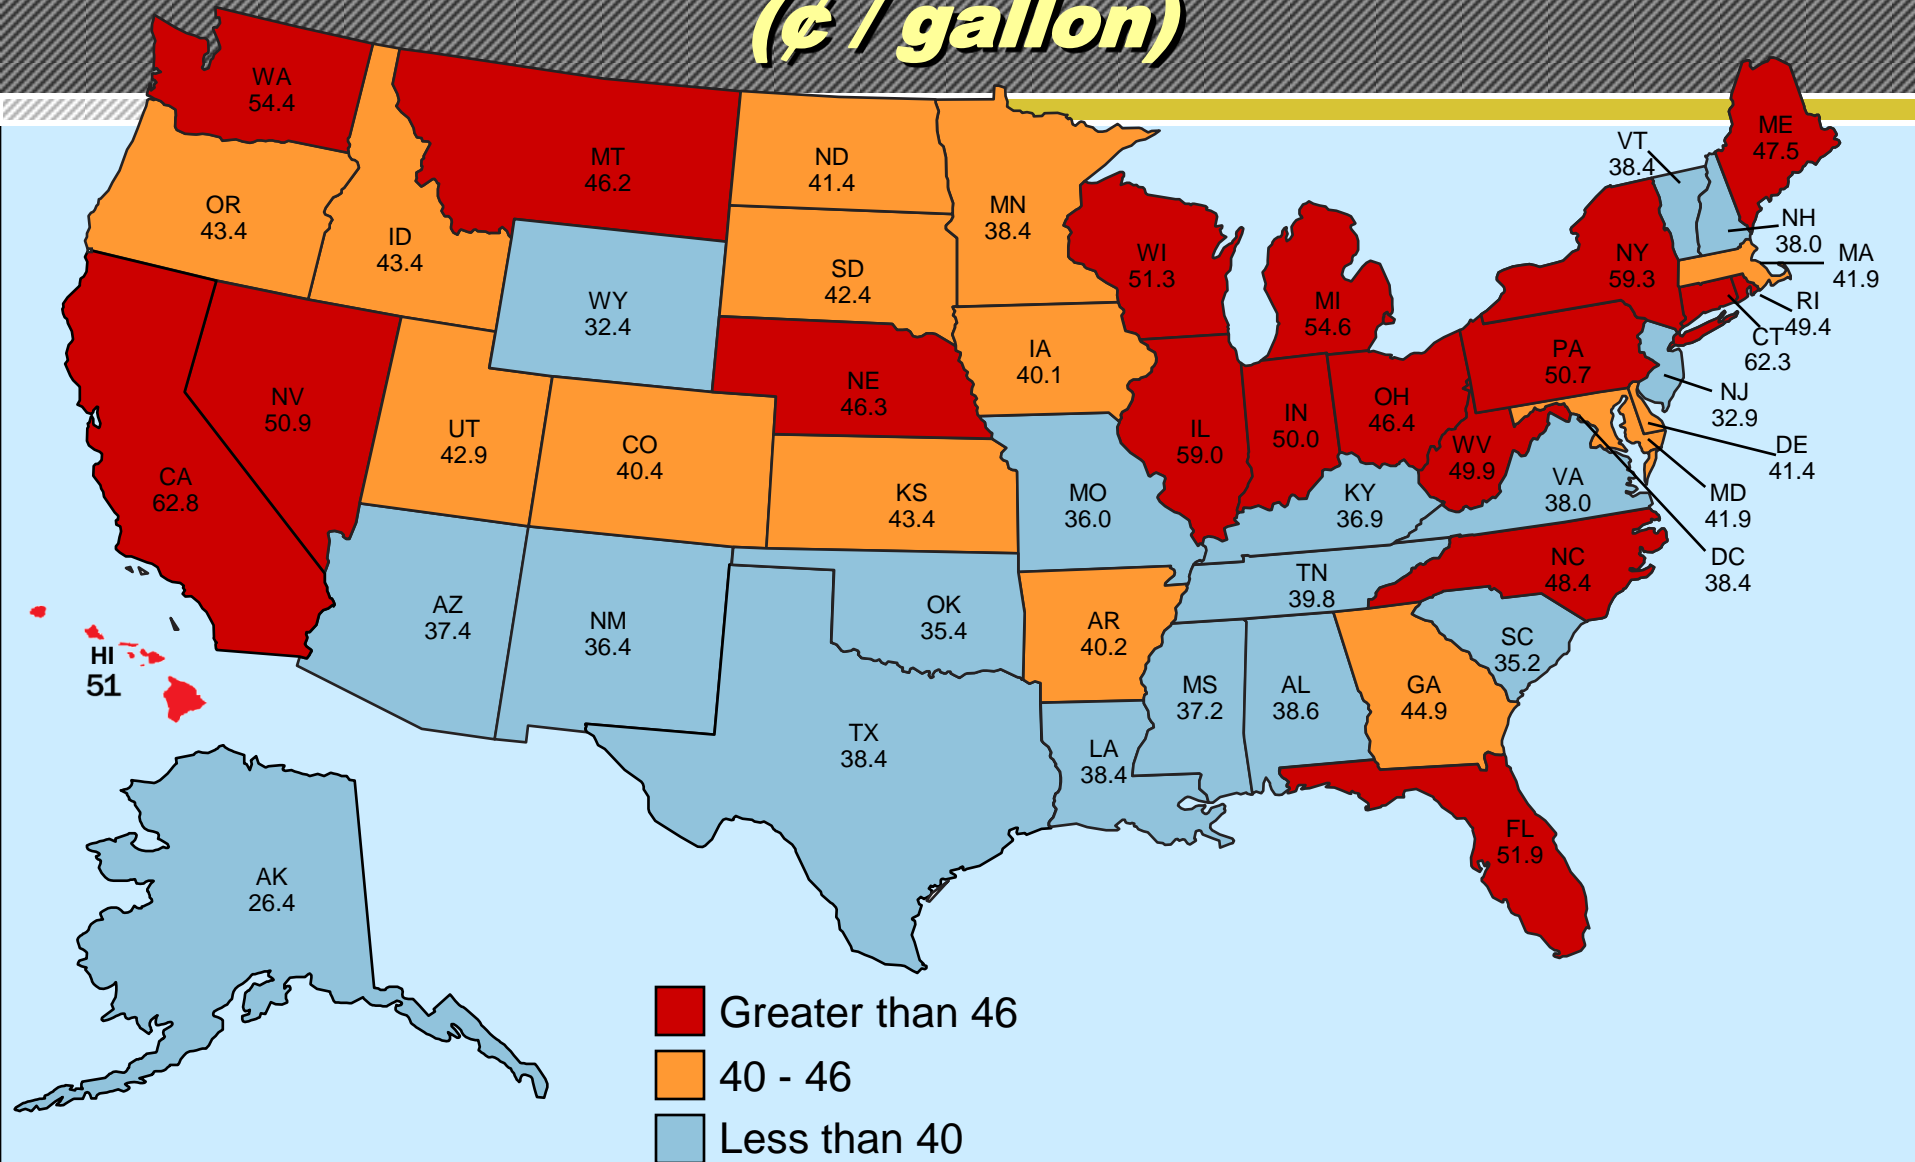 (¢ / gallon)
WA
54.4
MT
46.2
ND
41.4
MN
38.4
OR
43.4
ID
43.4
WY
32.4
SD
42.4
WI
51.3
MI
54.6
NY
59.3
VT
38.4
ME
47.5
NH
38.0
MA
41.9
RI
49.4
CT
62.3
NJ
32.9
DE
41.4
MD
41.9
DC
38.4
CA
62.8
NV
50.9
UT
42.9
CO
40.4
NE
46.3
IA
40.1
KS
43.4
MO
36.0
IL
59.0
IN
50.0
OH
46.4
PA
50.7
WV
49.9
VA
38.0
KY
36.9
NC
48.4
TN
39.8
SC
35.2
AZ
37.4
NM
36.4
OK
35.4
AR
40.2
TX
38.4
LA
38.4
MS
37.2
AL
38.6
GA
44.9
FL
51.9
HI
51
AK
26.4
Greater than 46
40 - 46
Less than 40